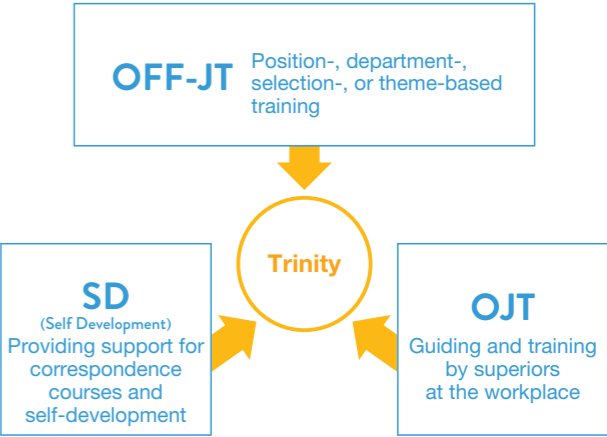 OFF-JT
Position-, department-,
selection-, or theme-based
training
Trinity
SD
(Self Development)
Providing support for
correspondence
courses and
self-development
OJT
Guiding and training
by superiors
at the workplace